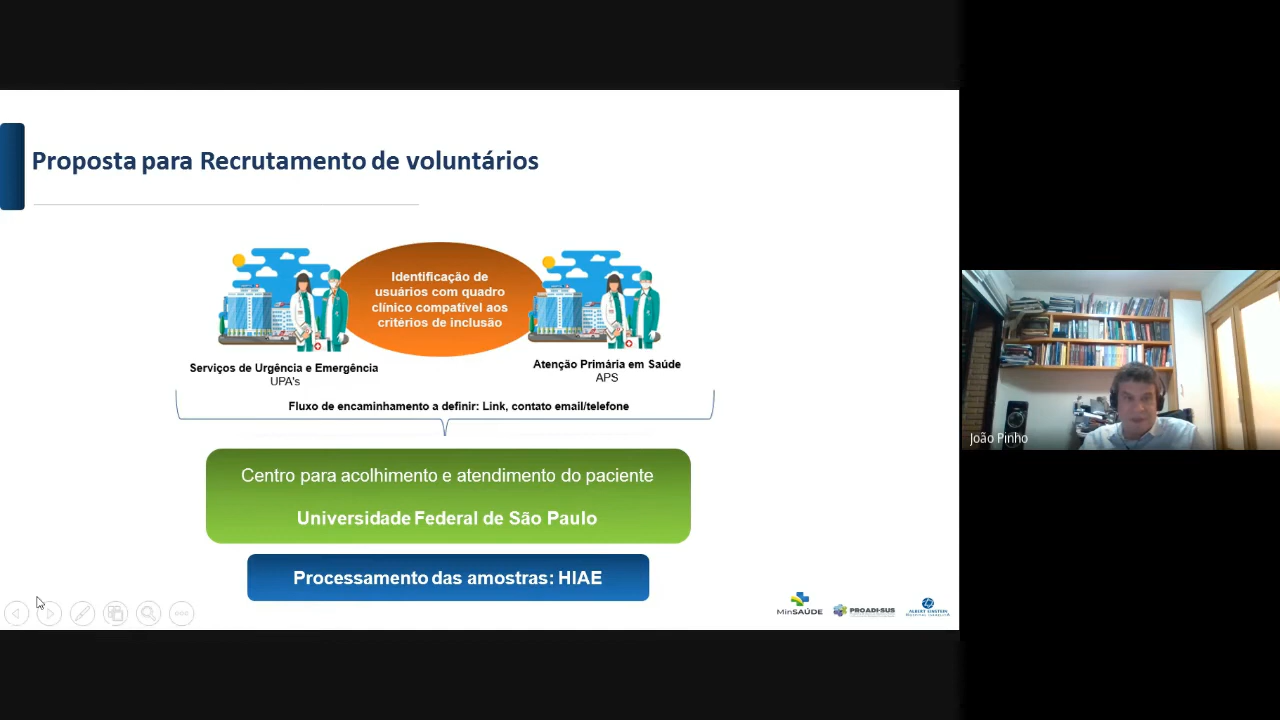 Proposta para Recrutamento de voluntários
Identificação de
usuários com quadro
clínico compatível aos
critérios de inclusão
Serviços de Urgência e Emergência
UPA's
Atenção Primária em Saúde
APS
Fluxo de encaminhamento a definir: Link, contato email/telefone
Centro para acolhimento e atendimento do paciente
Universidade Federal de São Paulo
Processamento das amostras: HIAE
MinSAÚDE
PROADI-SUS
ALBERT EINSTEIN
João Pinho